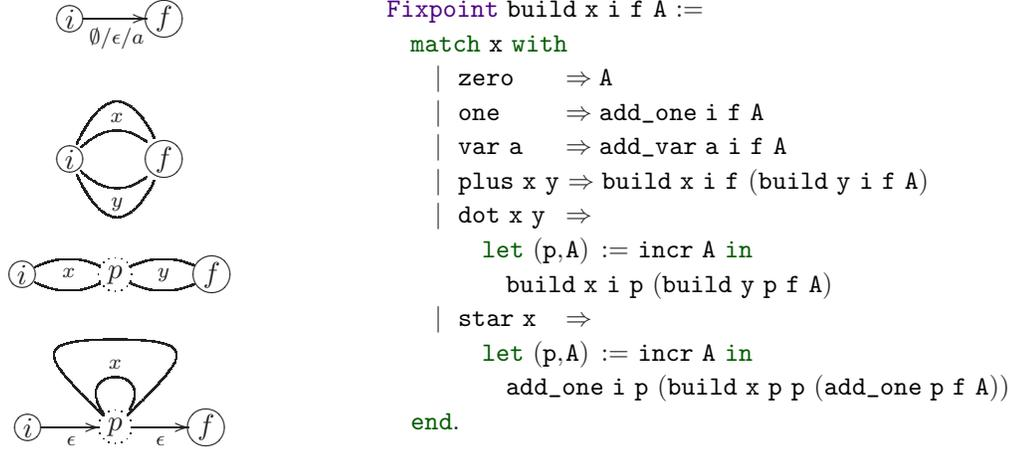 i f
∅/ϵ/a
x
i f
y
i x p y f
x
i p f
ϵ ϵ
Fixpoint build x i f A :=
match x with
| zero ⇒ A
| one ⇒ add_one i f A
| var a ⇒ add_var a i f A
| plus x y ⇒ build x i f (build y i f A)
| dot x y ⇒
let (p,A) := incr A in
build x i p (build y p f A)
| star x ⇒
let (p,A) := incr A in
add_one i p (build x p p (add_one p f A))
end.